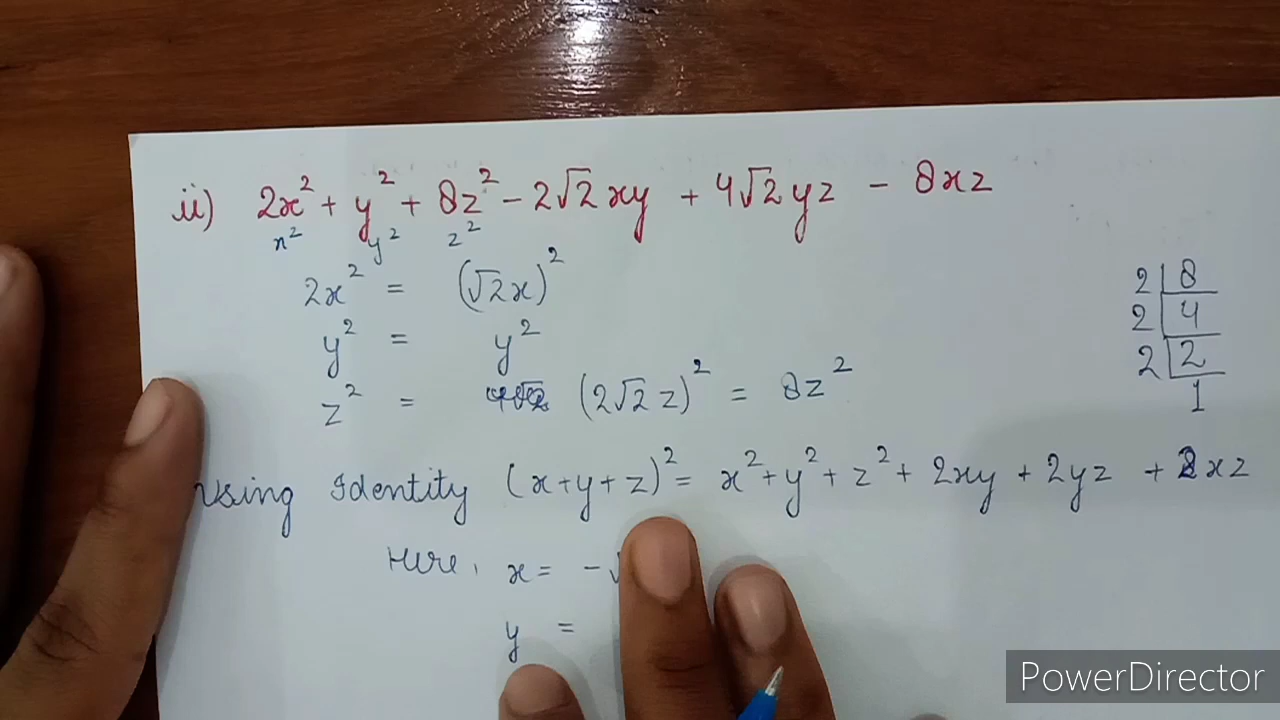 ii) 2x² + y² + 8z² - 2√2 xy + 4√2 yz - 8xz
x² y² z²
2x² = (√2x)²
y² = y²
z² = (2√2 z)² = 8z²
2 8
2 4
2 2
1
Using Identity (x+y+z)² = x² + y² + z² + 2xy + 2yz + 2xz
Here, x = -√
y =
PowerDirector